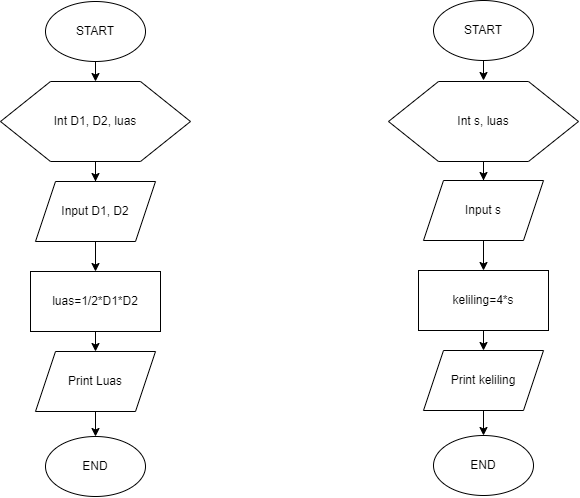 START
Int D1, D2, luas
Input D1, D2
luas=1/2*D1*D2
Print Luas
END
START
Int s, luas
Input s
keliling=4*s
Print keliling
END